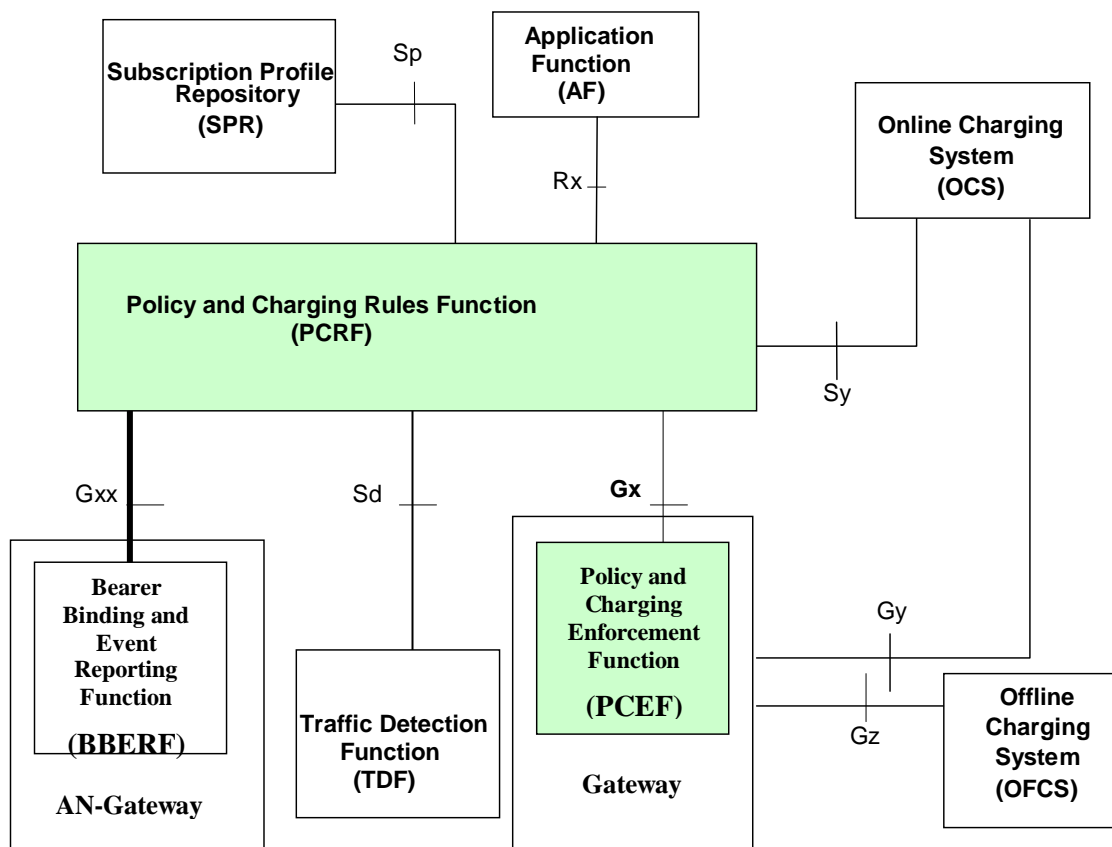 Subscription Profile
Repository
(SPR)
Sp
Application
Function
(AF)
Rx
Online Charging
System
(OCS)
Policy and Charging Rules Function
(PCRF)
Sy
Gxx
Sd
Gx
Bearer
Binding and
Event
Reporting
Function
(BBERF)
AN-Gateway
Traffic Detection
Function
(TDF)
Policy and
Charging
Enforcement
Function
(PCEF)
Gateway
Gy
Gz
Offline
Charging
System
(OFCS)